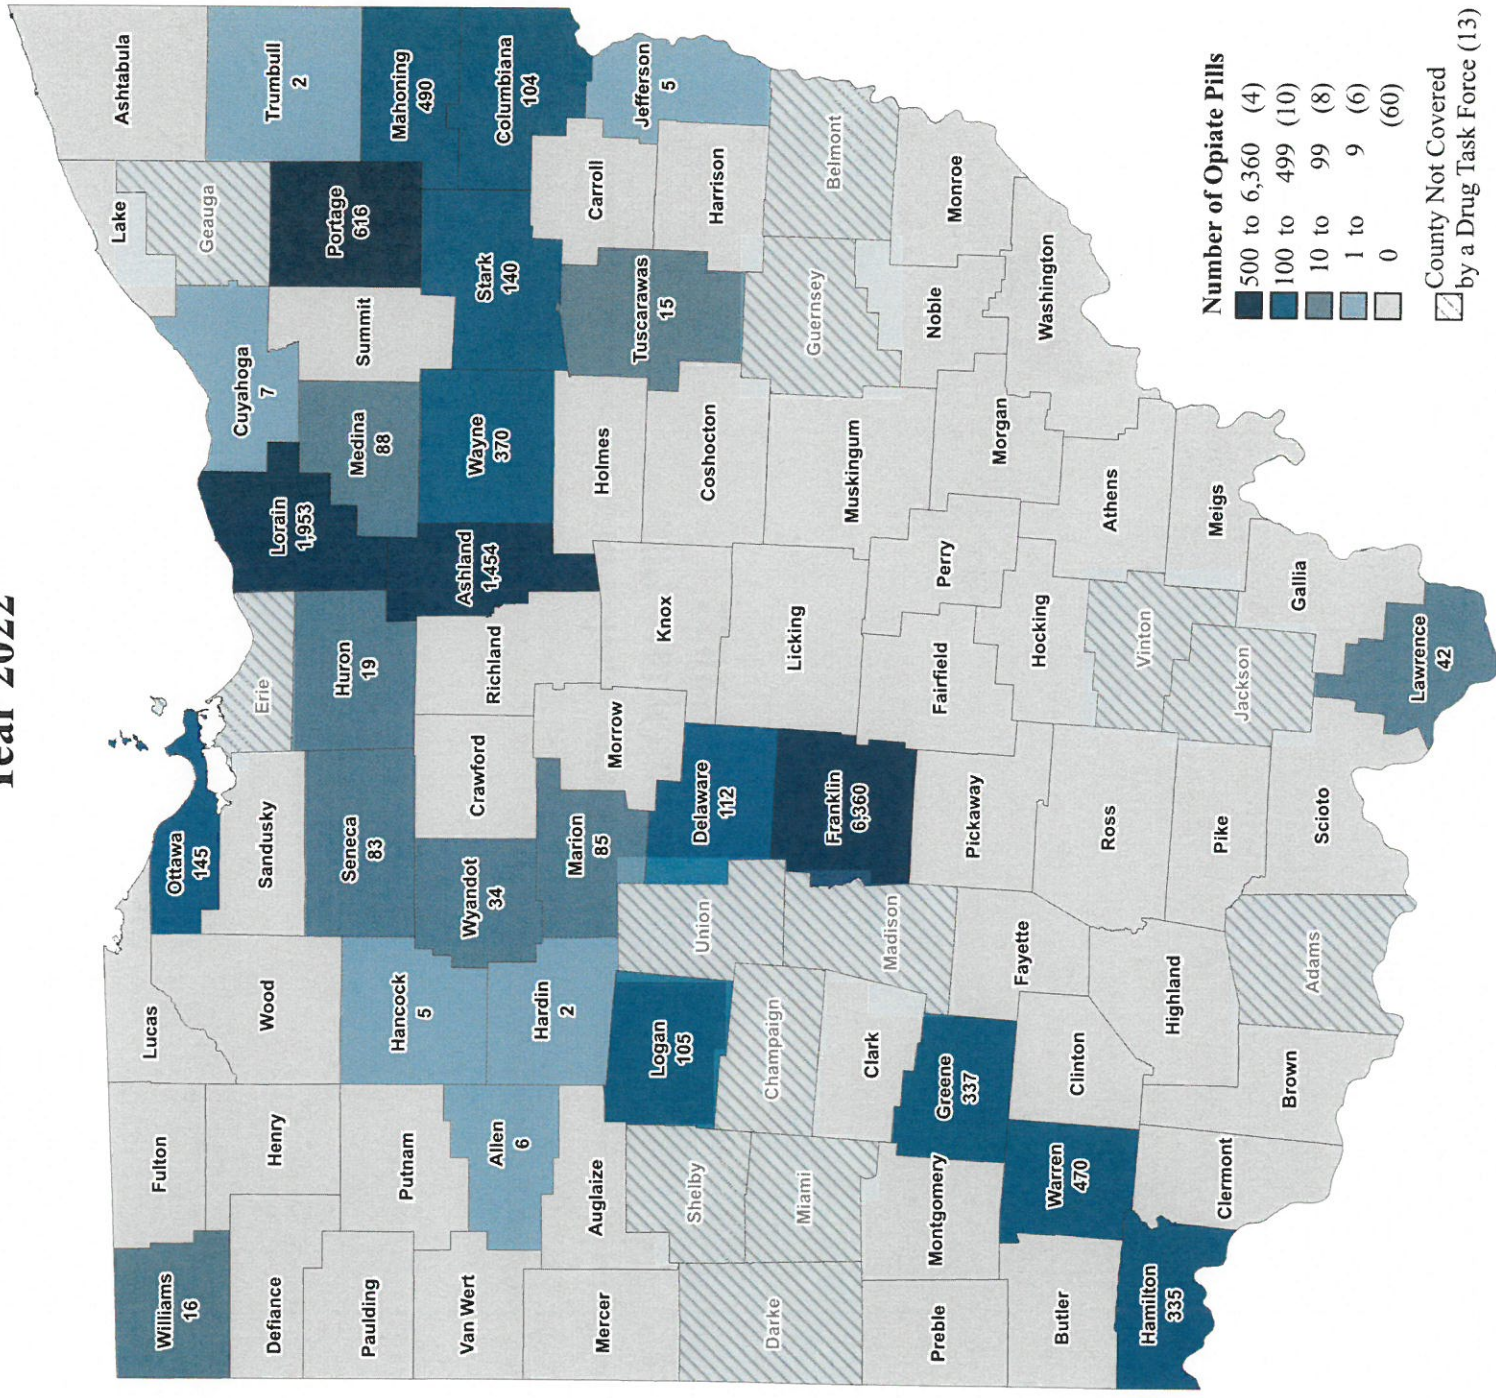 Year 2022
Ashtabula
Lake
Lucas
Fulton
Williams
16
Ottawa
145
Geauga
Trumbull
2
Cuyahoga
7
Erie
Sandusky
Wood
Henry
Defiance
Lorain
1,953
Portage
616
Huron
19
Seneca
83
Medina
88
Summit
Mahoning
490
Paulding
Putnam
Hancock
5
Ashland
1,454
Wayne
370
Stark
140
Columbiana
104
Richland
Crawford
Wyandot
34
Van Wert
Allen
6
Hardin
2
Marion
85
Morrow
Holmes
Carroll
Jefferson
5
Mercer
Auglaize
Tuscarawas
15
Knox
Coshocton
Harrison
Logan
105
Union
Delaware
112
Shelby
Darke
Champaign
Miami
Licking
Guernsey
Belmont
Muskingum
Franklin
6,360
Madison
Clark
Preble
Montgomery
Greene
337
Fairfield
Perry
Noble
Monroe
Pickaway
Fayette
Morgan
Washington
Hocking
Butler
Warren
470
Clinton
Ross
Athens
Vinton
Highland
Hamilton
335
Clermont
Meigs
Pike
Jackson
Brown
Adams
Gallia
Scioto
Lawrence
42
Number of Opiate Pills
500 to 6,360 (4)
100 to 499 (10)
10 to 99 (8)
1 to 9 (6)
0 (60)
County Not Covered
by a Drug Task Force (13)